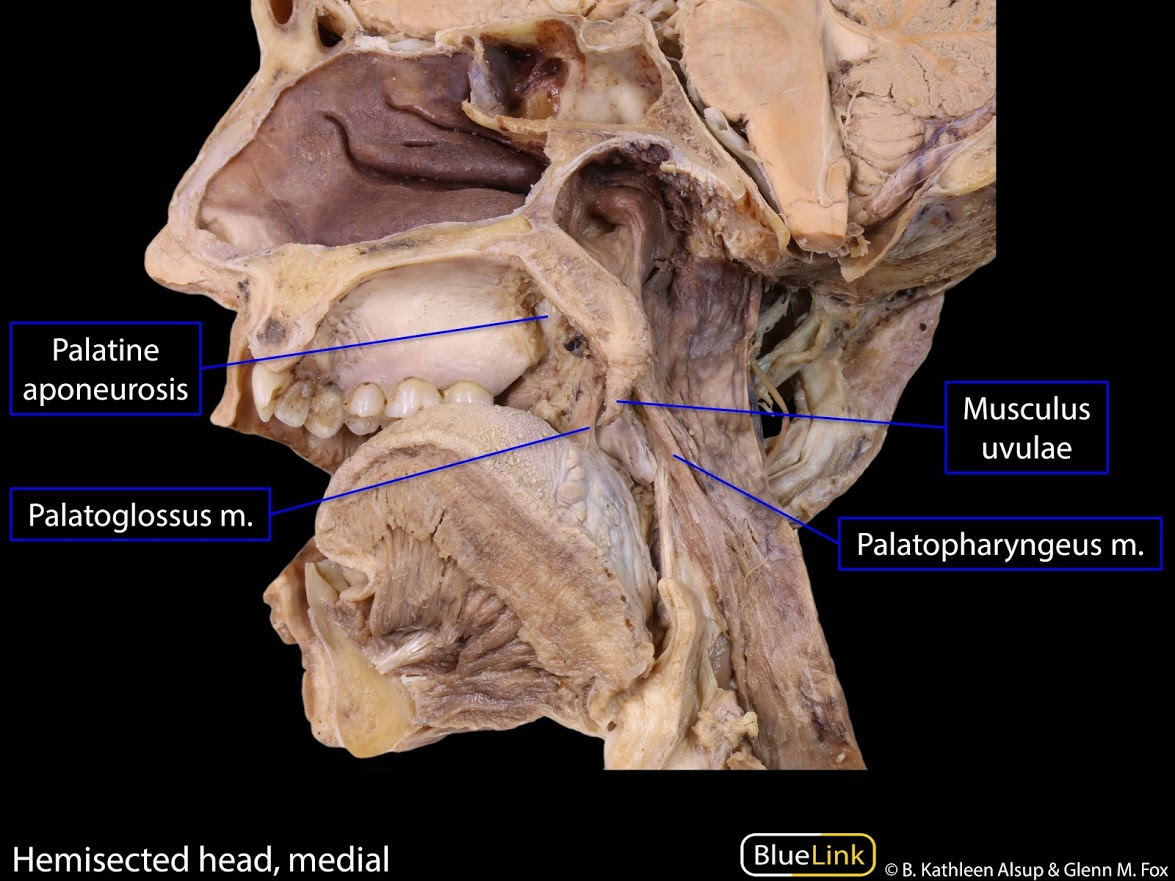 Palatine
aponeurosis
Musculus
uvulae
Palatoglossus m.
Palatopharyngeus m.
Hemisected head, medial
BlueLink
© B. Kathleen Alsup & Glenn M. Fox